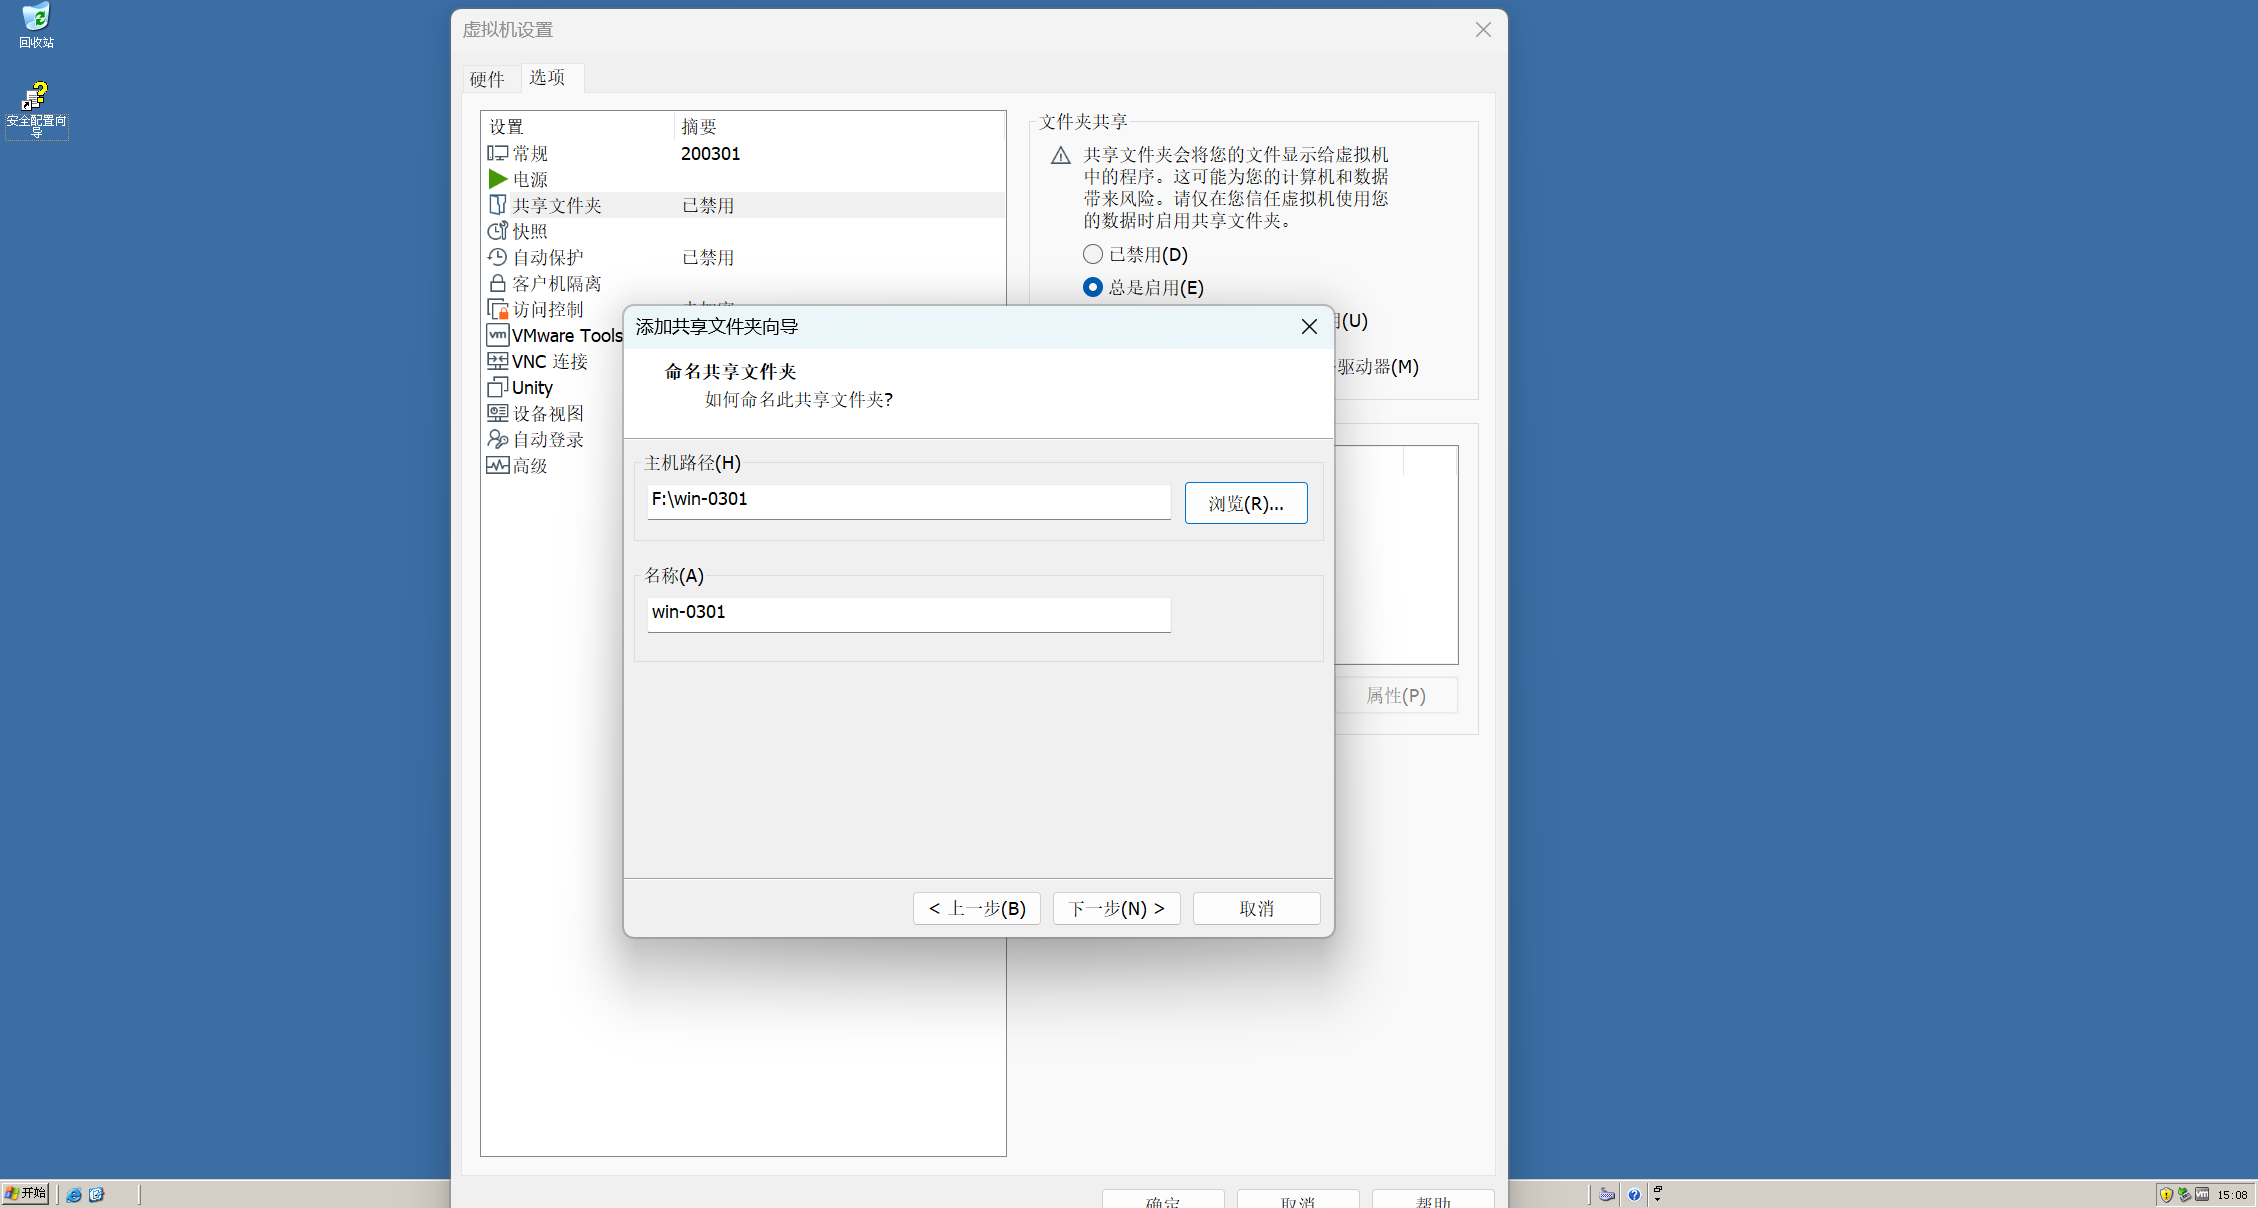 回收站
安全配置向
导
虚拟机设置
硬件
选项
设置
摘要
常规
200301
电源
共享文件夹
已禁用
快照
自动保护
已禁用
客户机隔离
访问控制
VMware Tools
VNC 连接
Unity
设备视图
自动登录
高级
文件夹共享
共享文件夹会将您的文件显示给虚拟机
中的程序。这可能为您的计算机和数据
带来风险。请仅在您信任虚拟机使用您
的数据时启用共享文件夹。
已禁用(D)
总是启用(E)
用(U)
驱动器(M)
属性(P)
添加共享文件夹向导
命名共享文件夹
如何命名此共享文件夹?
主机路径(H)
F:\win-0301
浏览(R)...
名称(A)
win-0301
< 上一步(B)
下一步(N) >
取消
确定
取消
帮助
开始
15:08